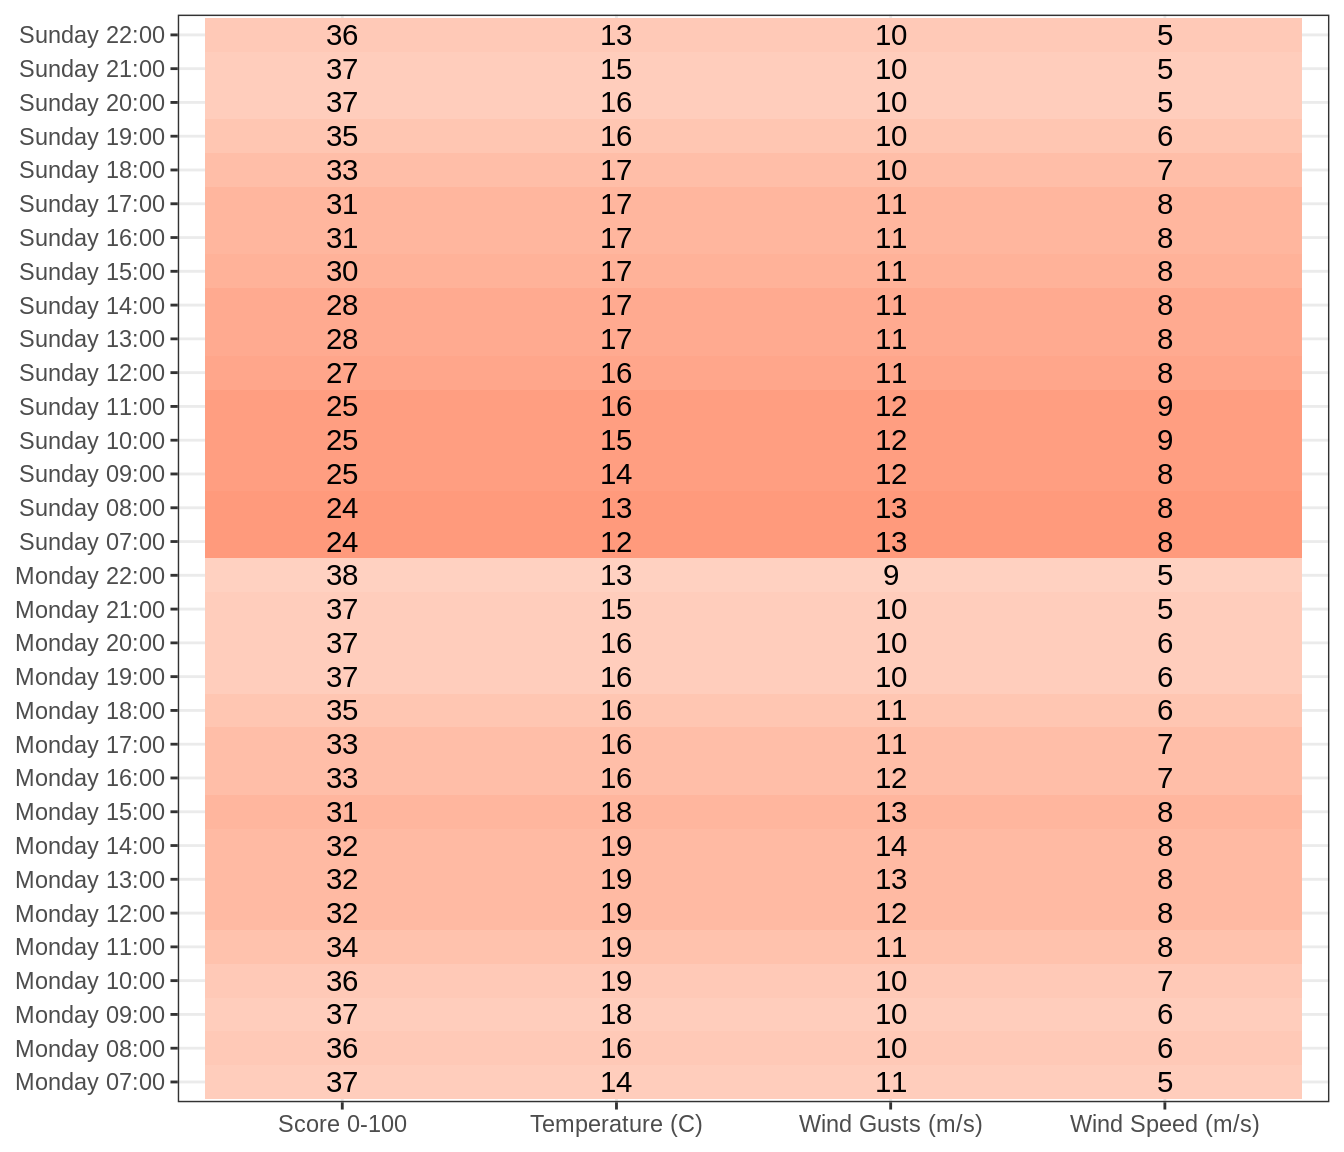 Sunday 22:00 36 13 10 5
Sunday 21:00 37 15 10 5
Sunday 20:00 37 16 10 5
Sunday 19:00 35 16 10 6
Sunday 18:00 33 17 10 7
Sunday 17:00 31 17 11 8
Sunday 16:00 31 17 11 8
Sunday 15:00 30 17 11 8
Sunday 14:00 28 17 11 8
Sunday 13:00 28 17 11 8
Sunday 12:00 27 16 11 8
Sunday 11:00 25 16 12 9
Sunday 10:00 25 15 12 9
Sunday 09:00 25 14 12 8
Sunday 08:00 24 13 13 8
Sunday 07:00 24 12 13 8
Monday 22:00 38 13 9 5
Monday 21:00 37 15 10 5
Monday 20:00 37 16 10 6
Monday 19:00 37 16 10 6
Monday 18:00 35 16 11 6
Monday 17:00 33 16 11 7
Monday 16:00 33 16 12 7
Monday 15:00 31 18 13 8
Monday 14:00 32 19 14 8
Monday 13:00 32 19 13 8
Monday 12:00 32 19 12 8
Monday 11:00 34 19 11 8
Monday 10:00 36 19 10 7
Monday 09:00 37 18 10 6
Monday 08:00 36 16 10 6
Monday 07:00 37 14 11 5
Score 0-100 Temperature (C) Wind Gusts (m/s) Wind Speed (m/s)